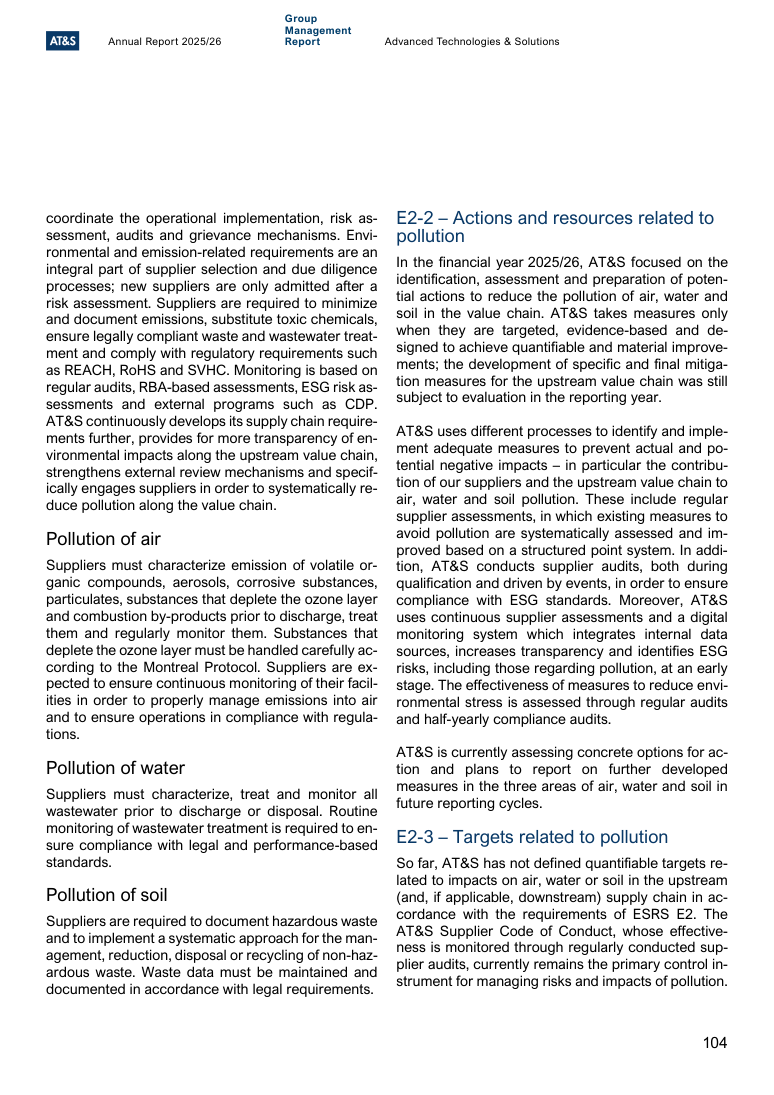 AT&S
Annual Report 2025/26
Group
Management
Report
Advanced Technologies & Solutions
coordinate the operational implementation, risk as-
sessment, audits and grievance mechanisms. Envi-
ronmental and emission-related requirements are an
integral part of supplier selection and due diligence
processes; new suppliers are only admitted after a
risk assessment. Suppliers are required to minimize
and document emissions, substitute toxic chemicals,
ensure legally compliant waste and wastewater treat-
ment and comply with regulatory requirements such
as REACH, RoHS and SVHC. Monitoring is based on
regular audits, RBA-based assessments, ESG risk as-
sessments and external programs such as CDP.
AT&S continuously develops its supply chain require-
ments further, provides for more transparency of en-
vironmental impacts along the upstream value chain,
strengthens external review mechanisms and specif-
ically engages suppliers in order to systematically re-
duce pollution along the value chain.
Pollution of air
Suppliers must characterize emission of volatile or-
ganic compounds, aerosols, corrosive substances,
particulates, substances that deplete the ozone layer
and combustion by-products prior to discharge, treat
them and regularly monitor them. Substances that
deplete the ozone layer must be handled carefully ac-
cording to the Montreal Protocol. Suppliers are ex-
pected to ensure continuous monitoring of their facil-
ities in order to properly manage emissions into air
and to ensure operations in compliance with regula-
tions.
Pollution of water
Suppliers must characterize, treat and monitor all
wastewater prior to discharge or disposal. Routine
monitoring of wastewater treatment is required to en-
sure compliance with legal and performance-based
standards.
Pollution of soil
Suppliers are required to document hazardous waste
and to implement a systematic approach for the man-
agement, reduction, disposal or recycling of non-haz-
ardous waste. Waste data must be maintained and
documented in accordance with legal requirements.
E2-2 – Actions and resources related to
pollution
In the financial year 2025/26, AT&S focused on the
identification, assessment and preparation of poten-
tial actions to reduce the pollution of air, water and
soil in the value chain. AT&S takes measures only
when they are targeted, evidence-based and de-
signed to achieve quantifiable and material improve-
ments; the development of specific and final mitiga-
tion measures for the upstream value chain was still
subject to evaluation in the reporting year.
AT&S uses different processes to identify and imple-
ment adequate measures to prevent actual and po-
tential negative impacts – in particular the contribu-
tion of our suppliers and the upstream value chain to
air, water and soil pollution. These include regular
supplier assessments, in which existing measures to
avoid pollution are systematically assessed and im-
proved based on a structured point system. In addi-
tion, AT&S conducts supplier audits, both during
qualification and driven by events, in order to ensure
compliance with ESG standards. Moreover, AT&S
uses continuous supplier assessments and a digital
monitoring system which integrates internal data
sources, increases transparency and identifies ESG
risks, including those regarding pollution, at an early
stage. The effectiveness of measures to reduce envi-
ronmental stress is assessed through regular audits
and half-yearly compliance audits.
AT&S is currently assessing concrete options for ac-
tion and plans to report on further developed
measures in the three areas of air, water and soil in
future reporting cycles.
E2-3 – Targets related to pollution
So far, AT&S has not defined quantifiable targets re-
lated to impacts on air, water or soil in the upstream
(and, if applicable, downstream) supply chain in ac-
cordance with the requirements of ESRS E2. The
AT&S Supplier Code of Conduct, whose effective-
ness is monitored through regularly conducted sup-
plier audits, currently remains the primary control in-
strument for managing risks and impacts of pollution.
104